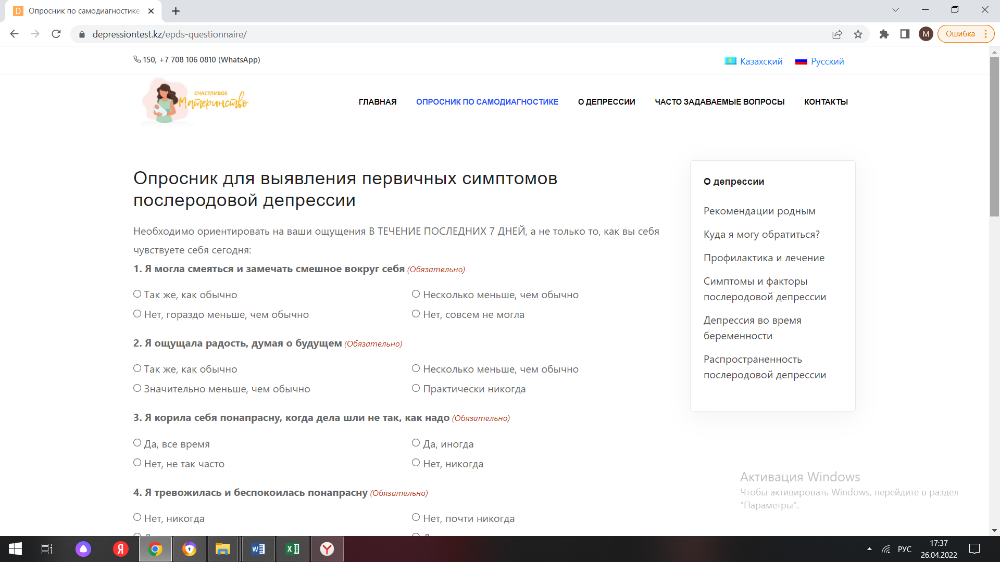 Опросник по самодиагностике
depressiontest.kz/epds-questionnaire/
М
Ошибка
150, +7 708 106 0810 (WhatsApp)
Казахский
Русский
СЧАСТЛИВОЕ
Материнство
ГЛАВНАЯ
ОПРОСНИК ПО САМОДИАГНОСТИКЕ
О ДЕПРЕССИИ
ЧАСТО ЗАДАВАЕМЫЕ ВОПРОСЫ
КОНТАКТЫ
Опросник для выявления первичных симптомов
послеродовой депрессии
Необходимо ориентировать на ваши ощущения В ТЕЧЕНИЕ ПОСЛЕДНИХ 7 ДНЕЙ, а не только то, как вы себя
чувствуете себя сегодня:
1. Я могла смеяться и замечать смешное вокруг себя (Обязательно)
Так же, как обычно
Несколько меньше, чем обычно
Нет, гораздо меньше, чем обычно
Нет, совсем не могла
2. Я ощущала радость, думая о будущем (Обязательно)
Так же, как обычно
Несколько меньше, чем обычно
Значительно меньше, чем обычно
Практически никогда
3. Я корила себя понапрасну, когда дела шли не так, как надо (Обязательно)
Да, все время
Да, иногда
Нет, не так часто
Нет, никогда
4. Я тревожилась и беспокоилась понапрасну (Обязательно)
Нет, никогда
Нет, почти никогда
О депрессии
Рекомендации родным
Куда я могу обратиться?
Профилактика и лечение
Симптомы и факторы
послеродовой депрессии
Депрессия во время
беременности
Распространенность
послеродовой депрессии
Активация Windows
Чтобы активировать Windows, перейдите в раздел
"Параметры".
РУС
17:37
26.04.2022